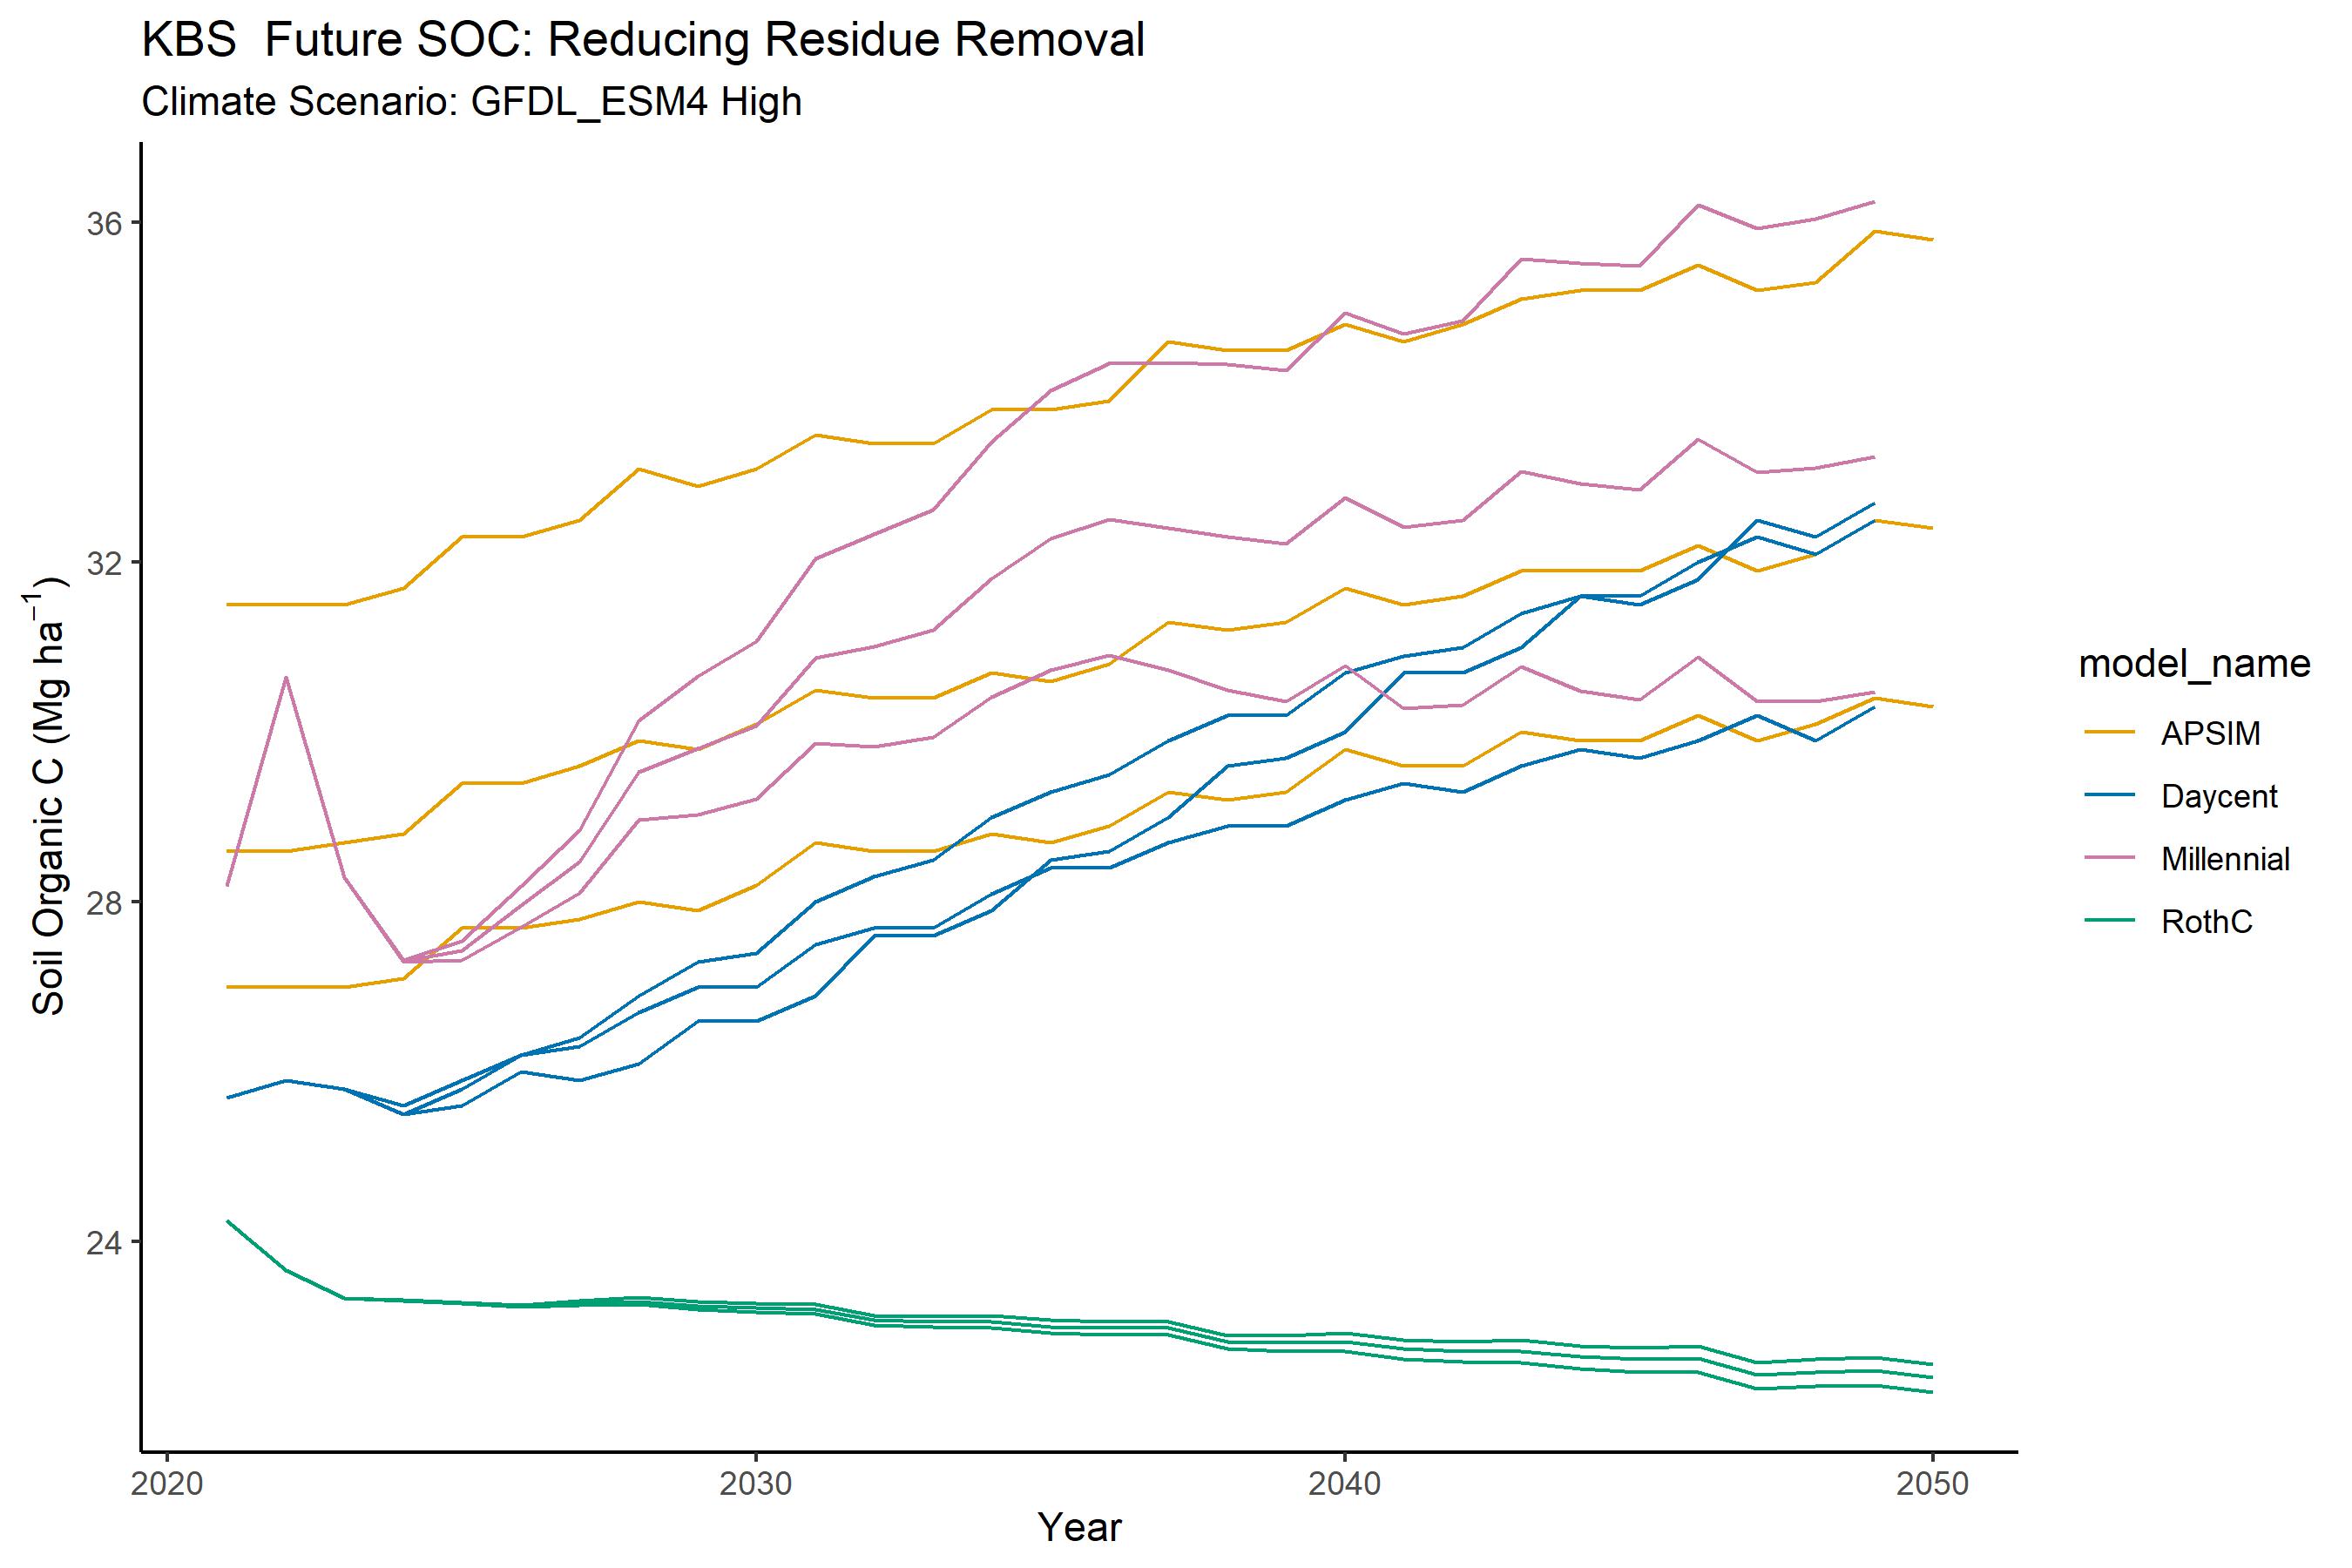 KBS  Future SOC: Reducing Residue Removal
Climate Scenario: GFDL_ESM4 High
Soil Organic C (Mg ha⁻¹)
36
32
28
24
2020
2030
2040
2050
Year
model_name
APSIM
Daycent
Millennial
RothC